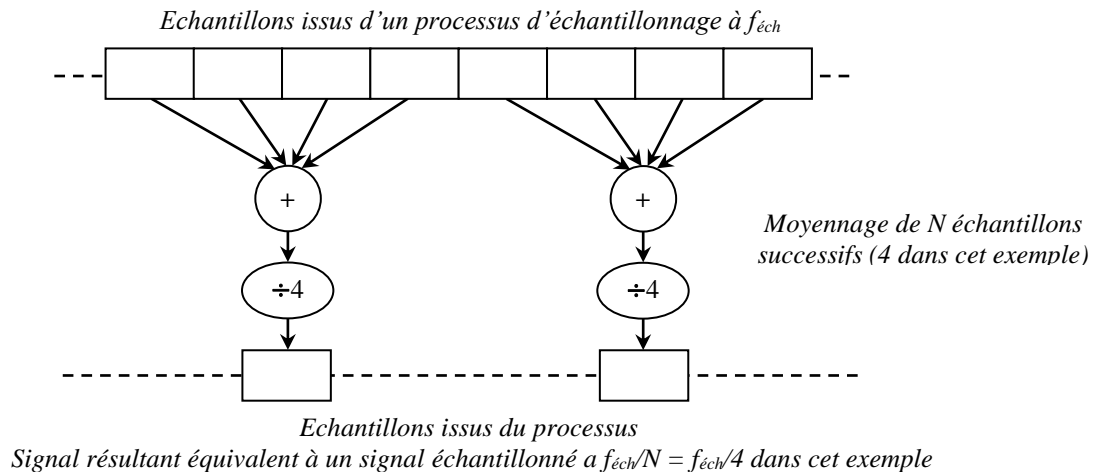 Echantillons issus d'un processus d'échantillonnage à féch
+ +
Moyennage de N échantillons
successifs (4 dans cet exemple)
÷4 ÷4
Echantillons issus du processus
Signal résultant équivalent à un signal échantillonné a féch/N = féch/4 dans cet exemple